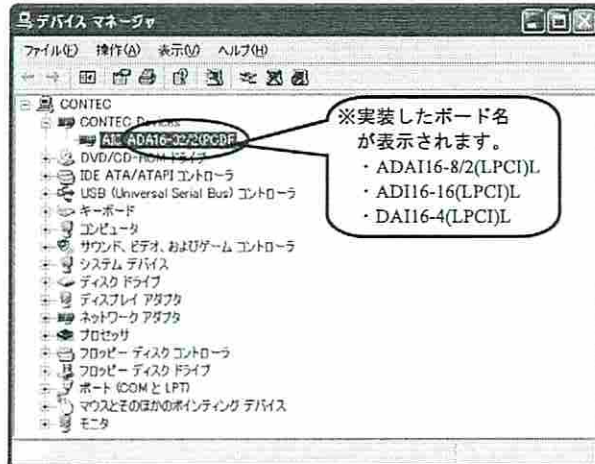 デバイス マネージャ
ファイル(F) 操作(A) 表示(V) ヘルプ(H)
CONTEC
CONTEC Devices
ADA16-32/2(PCI)F
※実装したボード名
が表示されます。
・ADAI16-8/2(LPCI)L
・ADI16-16(LPCI)L
・DAI16-4(LPCI)L
DVD/CD-ROM ドライブ
IDE ATA/ATAPI コントローラ
USB (Universal Serial Bus) コントローラ
キーボード
コンピュータ
サウンド、ビデオ、およびゲーム コントローラ
システム デバイス
ディスク ドライブ
ディスプレイ アダプタ
ネットワーク アダプタ
プロセッサ
フロッピー ディスク コントローラ
フロッピー ディスク ドライブ
ポート (COM と LPT)
マウスとそのほかのポインティング デバイス
モニタ